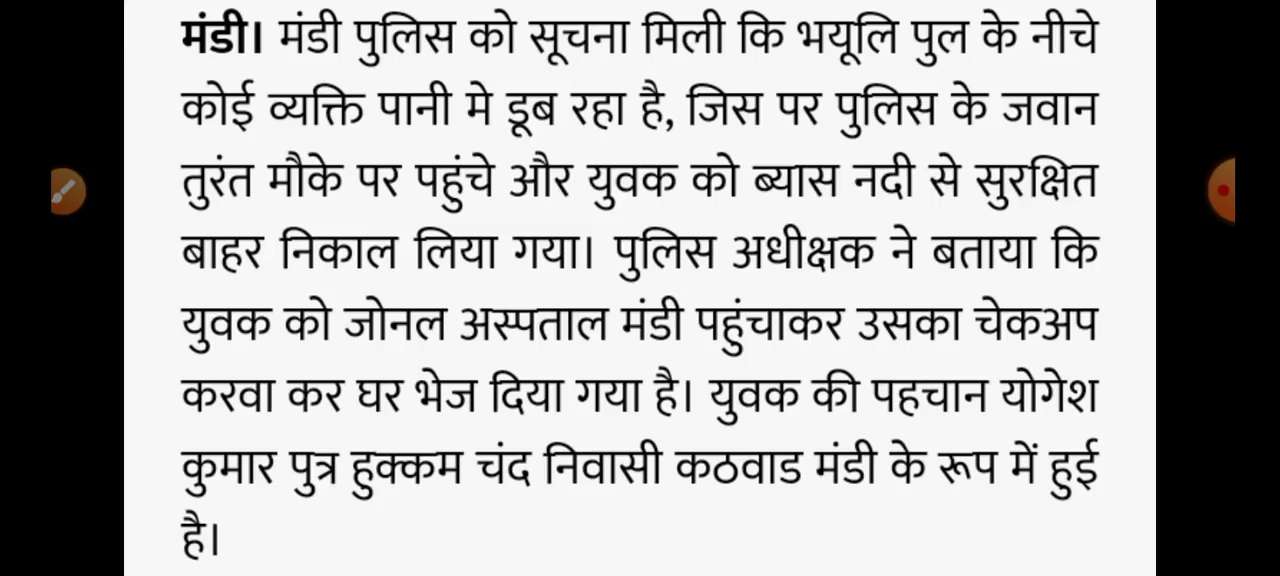 मंडी। मंडी पुलिस को सूचना मिली कि भयूलि पुल के नीचे
कोई व्यक्ति पानी मे डूब रहा है, जिस पर पुलिस के जवान
तुरंत मौके पर पहुंचे और युवक को ब्यास नदी से सुरक्षित
बाहर निकाल लिया गया। पुलिस अधीक्षक ने बताया कि
युवक को जोनल अस्पताल मंडी पहुंचाकर उसका चेकअप
करवा कर घर भेज दिया गया है। युवक की पहचान योगेश
कुमार पुत्र हुक्कम चंद निवासी कठवाड मंडी के रूप में हुई
है।